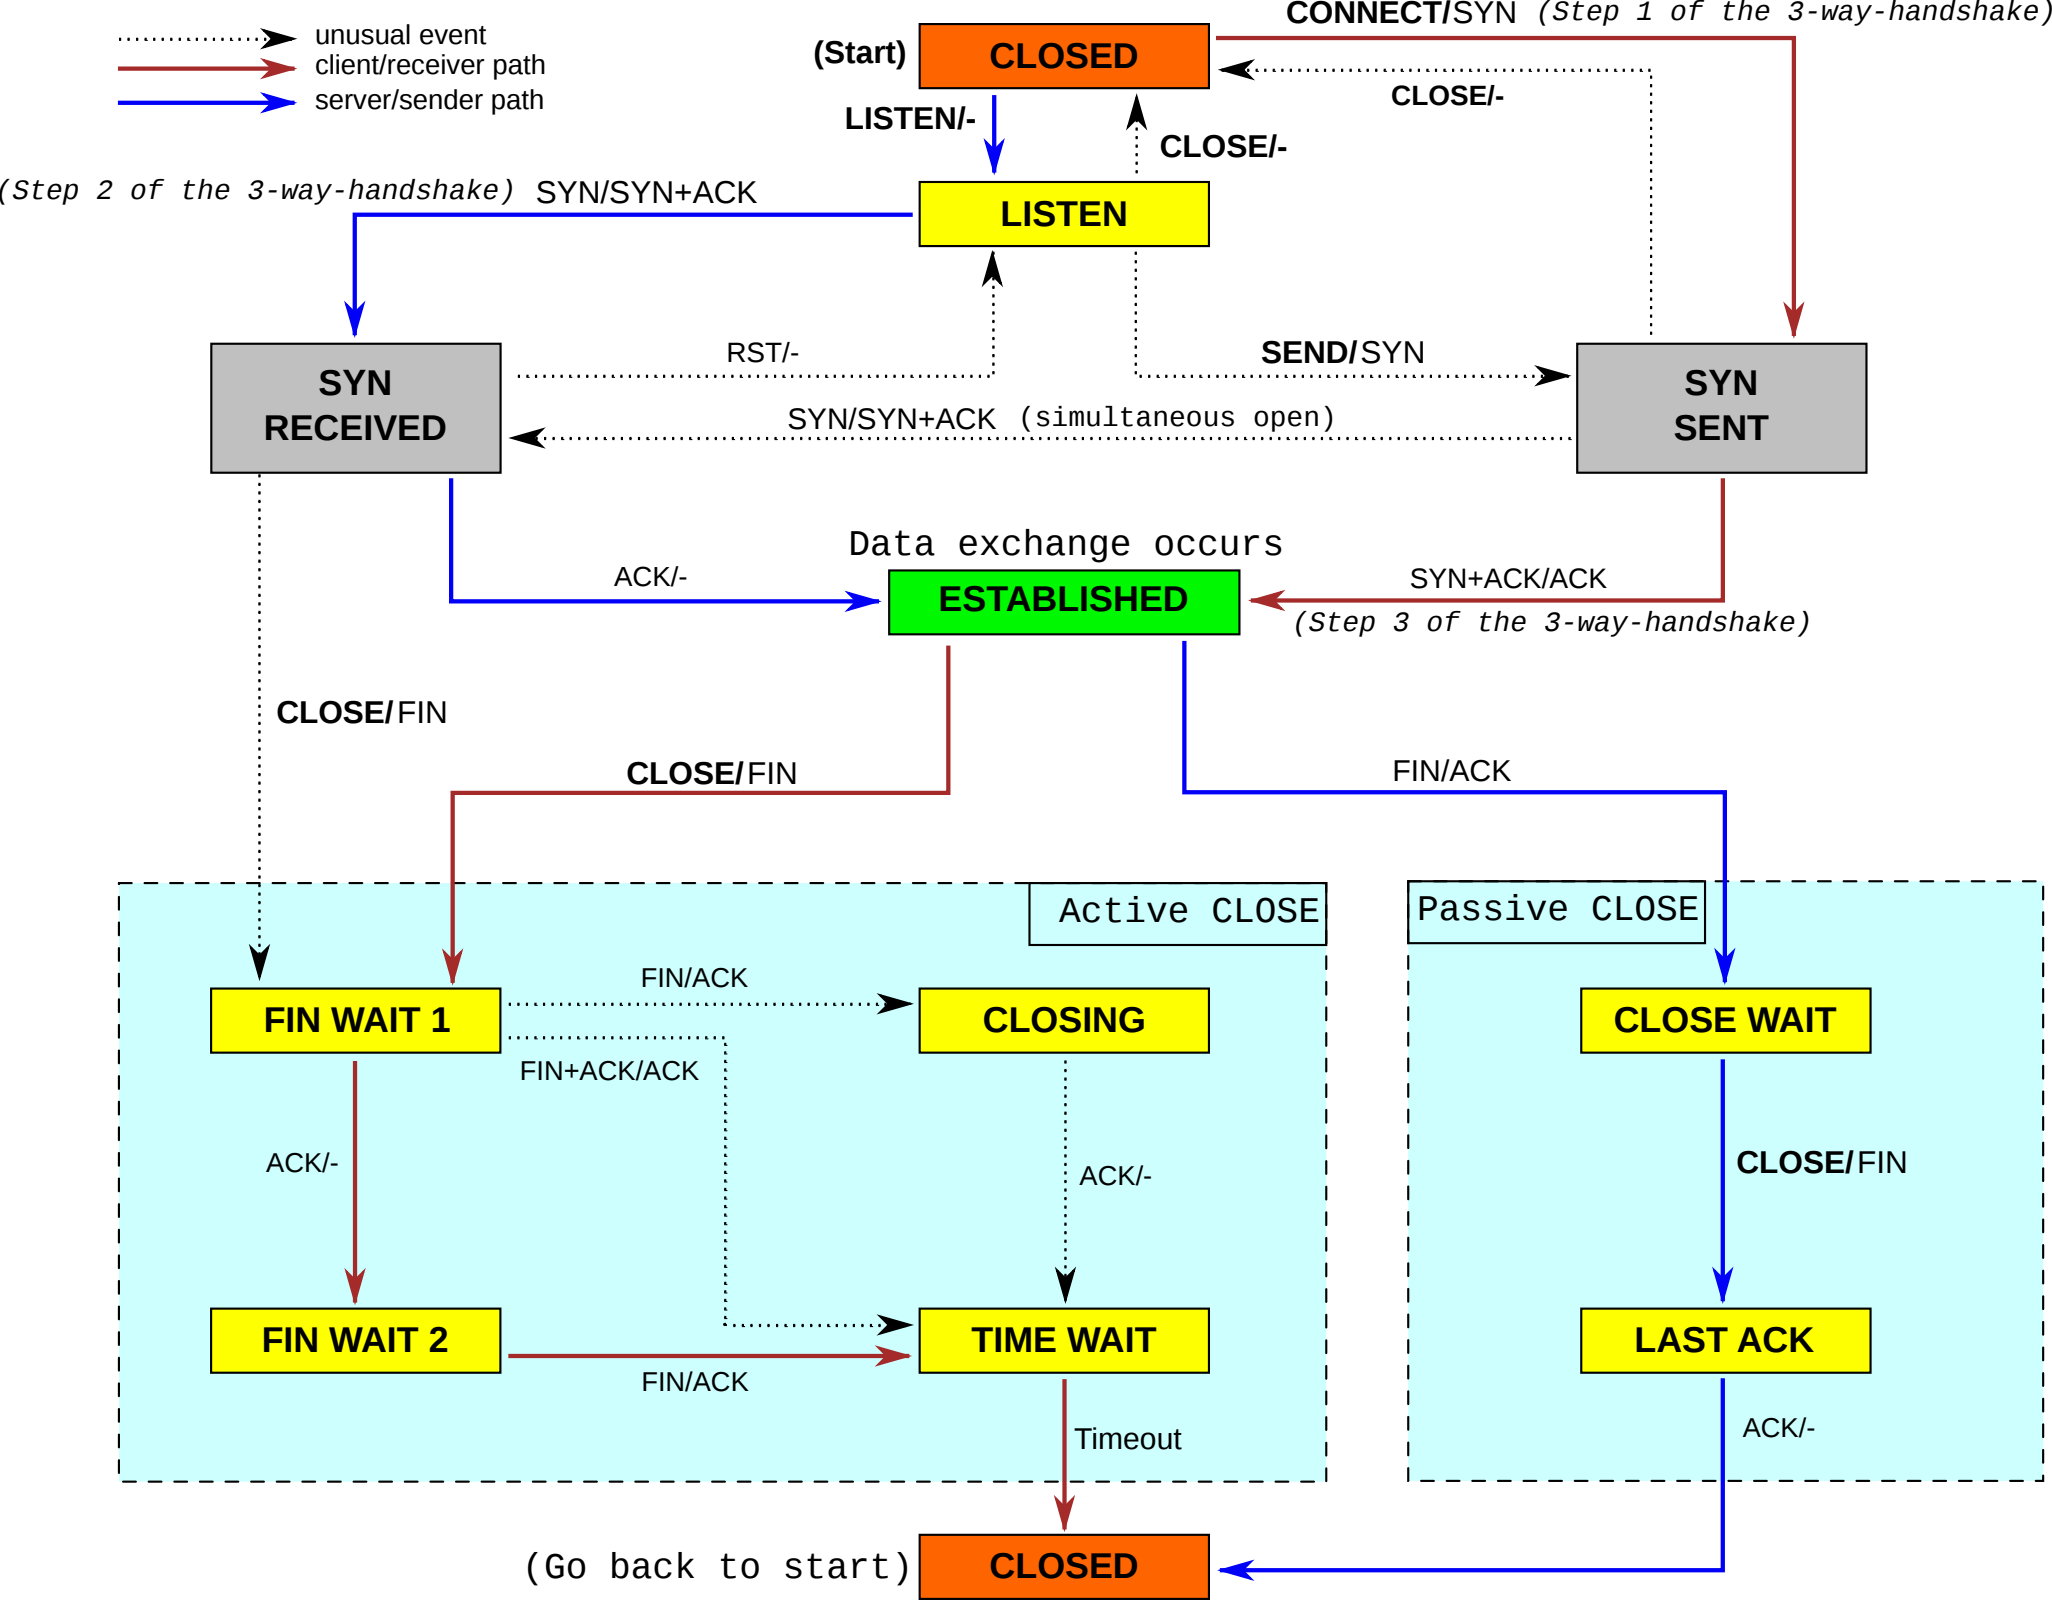 CONNECT/SYN (Step 1 of the 3-way-handshake)
unusual event
client/receiver path
server/sender path
(Start)
CLOSED
CLOSE/-
LISTEN/-
CLOSE/-
(Step 2 of the 3-way-handshake) SYN/SYN+ACK
LISTEN
RST/-
SEND/SYN
SYN
RECEIVED
SYN
SENT
SYN/SYN+ACK (simultaneous open)
Data exchange occurs
ACK/-
ESTABLISHED
SYN+ACK/ACK
(Step 3 of the 3-way-handshake)
CLOSE/FIN
CLOSE/FIN
FIN/ACK
Active CLOSE
Passive CLOSE
FIN/ACK
FIN WAIT 1
CLOSING
CLOSE WAIT
FIN+ACK/ACK
ACK/-
ACK/-
CLOSE/FIN
FIN WAIT 2
TIME WAIT
LAST ACK
FIN/ACK
Timeout
ACK/-
(Go back to start)
CLOSED